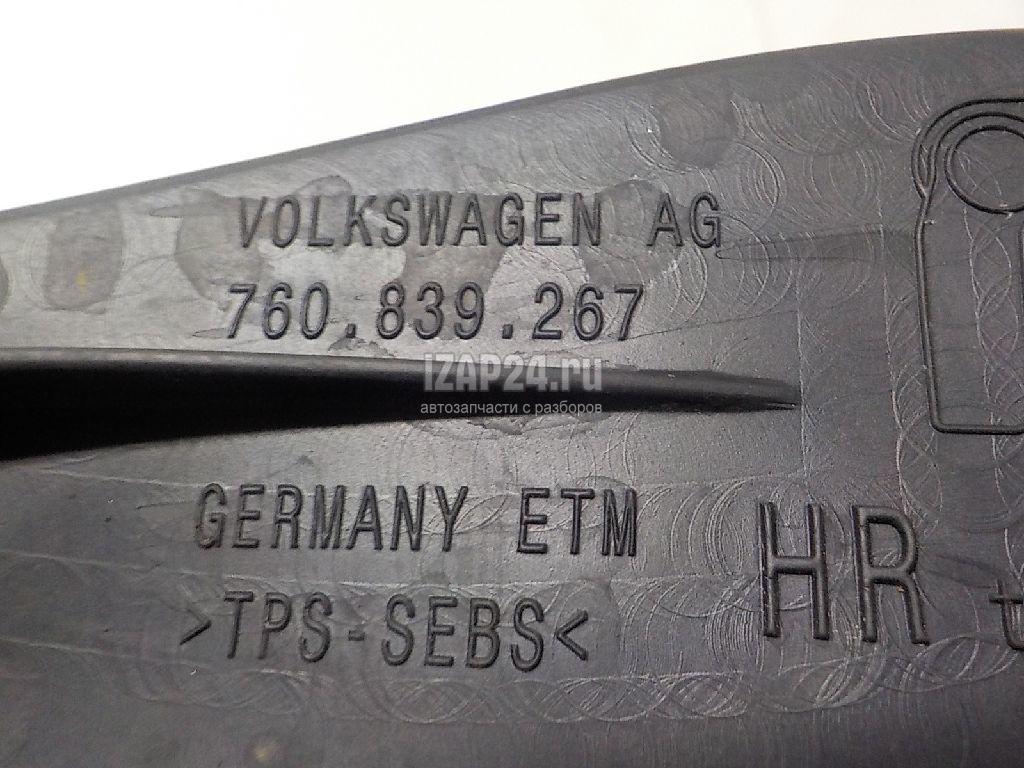 VOLKSWAGEN AG
760.839.267
IZAP24.ru
автозапчасти с разборов
GERMANY ETM
HR
>TPS-SEBS<